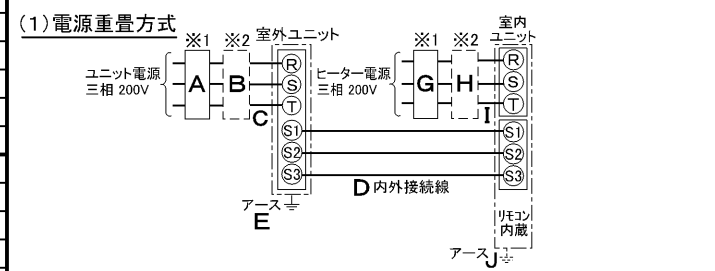 (1)電源重畳方式
※1 ※2 室外ユニット
ユニット電源
三相 200V
A B
R
S
T
C
S1
S2
S3
アース
E
D 内外接続線
※1 ※2
室内
ユニット
ヒーター電源
三相 200V
G H
R
S
T
I
S1
S2
S3
リモコン
内蔵
アース J